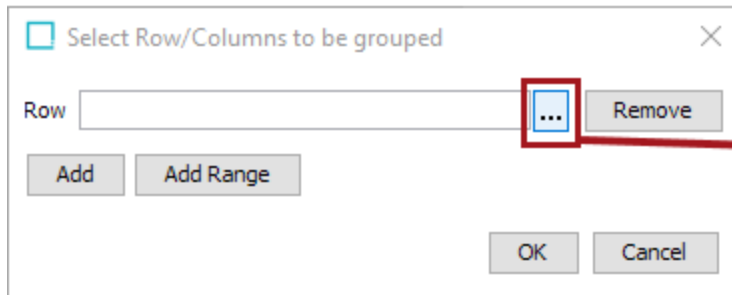 Select Row/Columns to be grouped
Row ... Remove
Add Add Range
OK Cancel